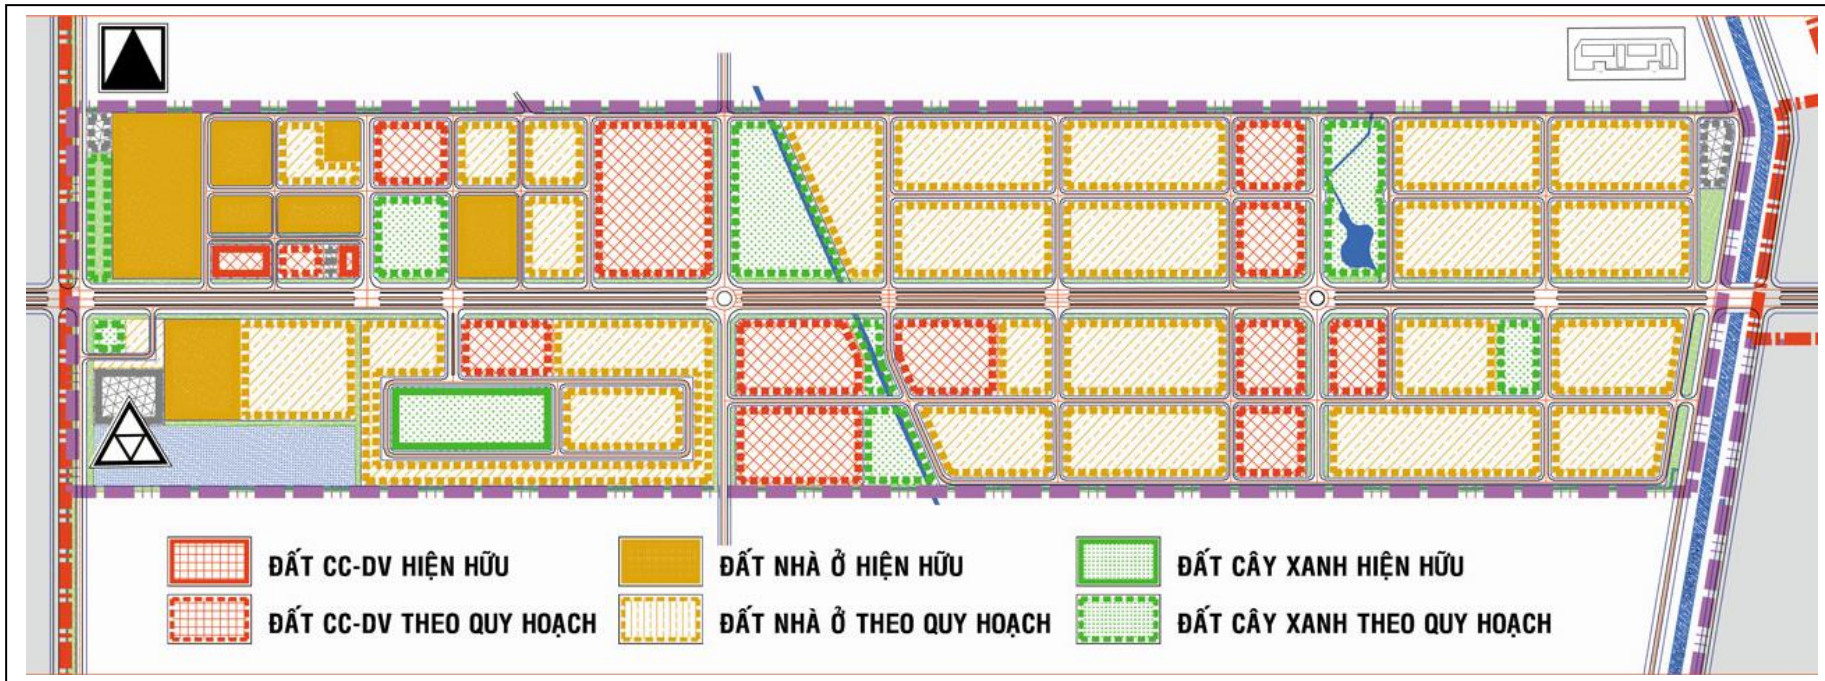 ĐẤT CC-DV HIỆN HỮU
ĐẤT NHÀ Ở HIỆN HỮU
ĐẤT CÂY XANH HIỆN HỮU
ĐẤT CC-DV THEO QUY HOẠCH
ĐẤT NHÀ Ở THEO QUY HOẠCH
ĐẤT CÂY XANH THEO QUY HOẠCH